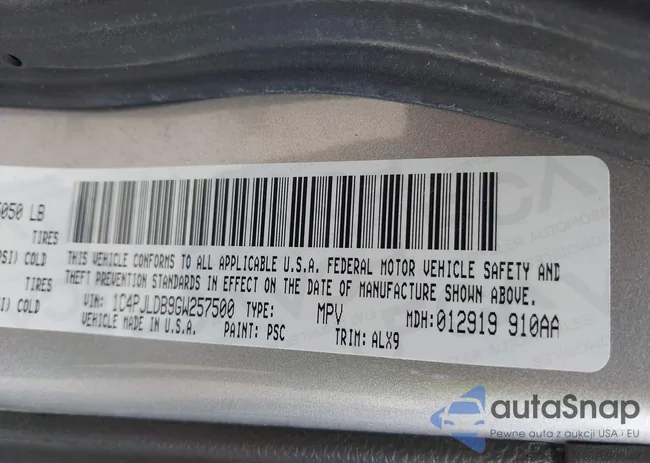 5050 LB
TIRES
PSI) COLD
TIRES
SI) COLD
THIS VEHICLE CONFORMS TO ALL APPLICABLE U.S.A. FEDERAL MOTOR VEHICLE SAFETY AND
THEFT PREVENTION STANDARDS IN EFFECT ON THE DATE OF MANUFACTURE SHOWN ABOVE.
VIN: 1C4PJLDB9GW257500 TYPE: MPV MDH: 012919 910AA
MADE IN U.S.A. PAINT: PSC TRIM: ALX9
autaSnap
Pewne auta z aukcji USA i EU